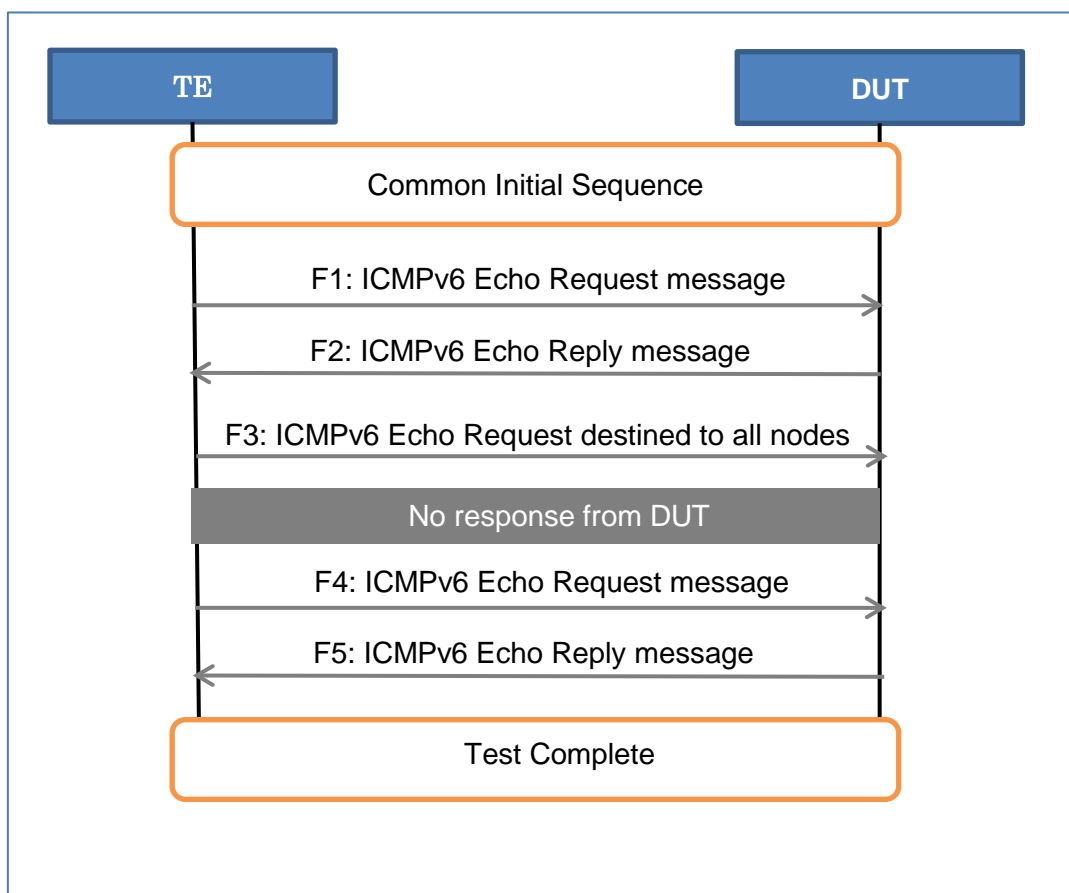 TE
DUT
Common Initial Sequence
F1: ICMPv6 Echo Request message
F2: ICMPv6 Echo Reply message
F3: ICMPv6 Echo Request destined to all nodes
No response from DUT
F4: ICMPv6 Echo Request message
F5: ICMPv6 Echo Reply message
Test Complete